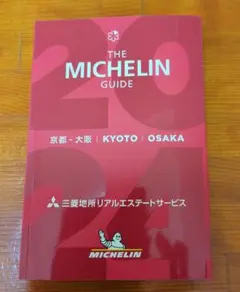 THE
MICHELIN
GUIDE
2021
京都-大阪 | KYOTO | OSAKA
三菱地所リアルエステートサービス
MICHELIN